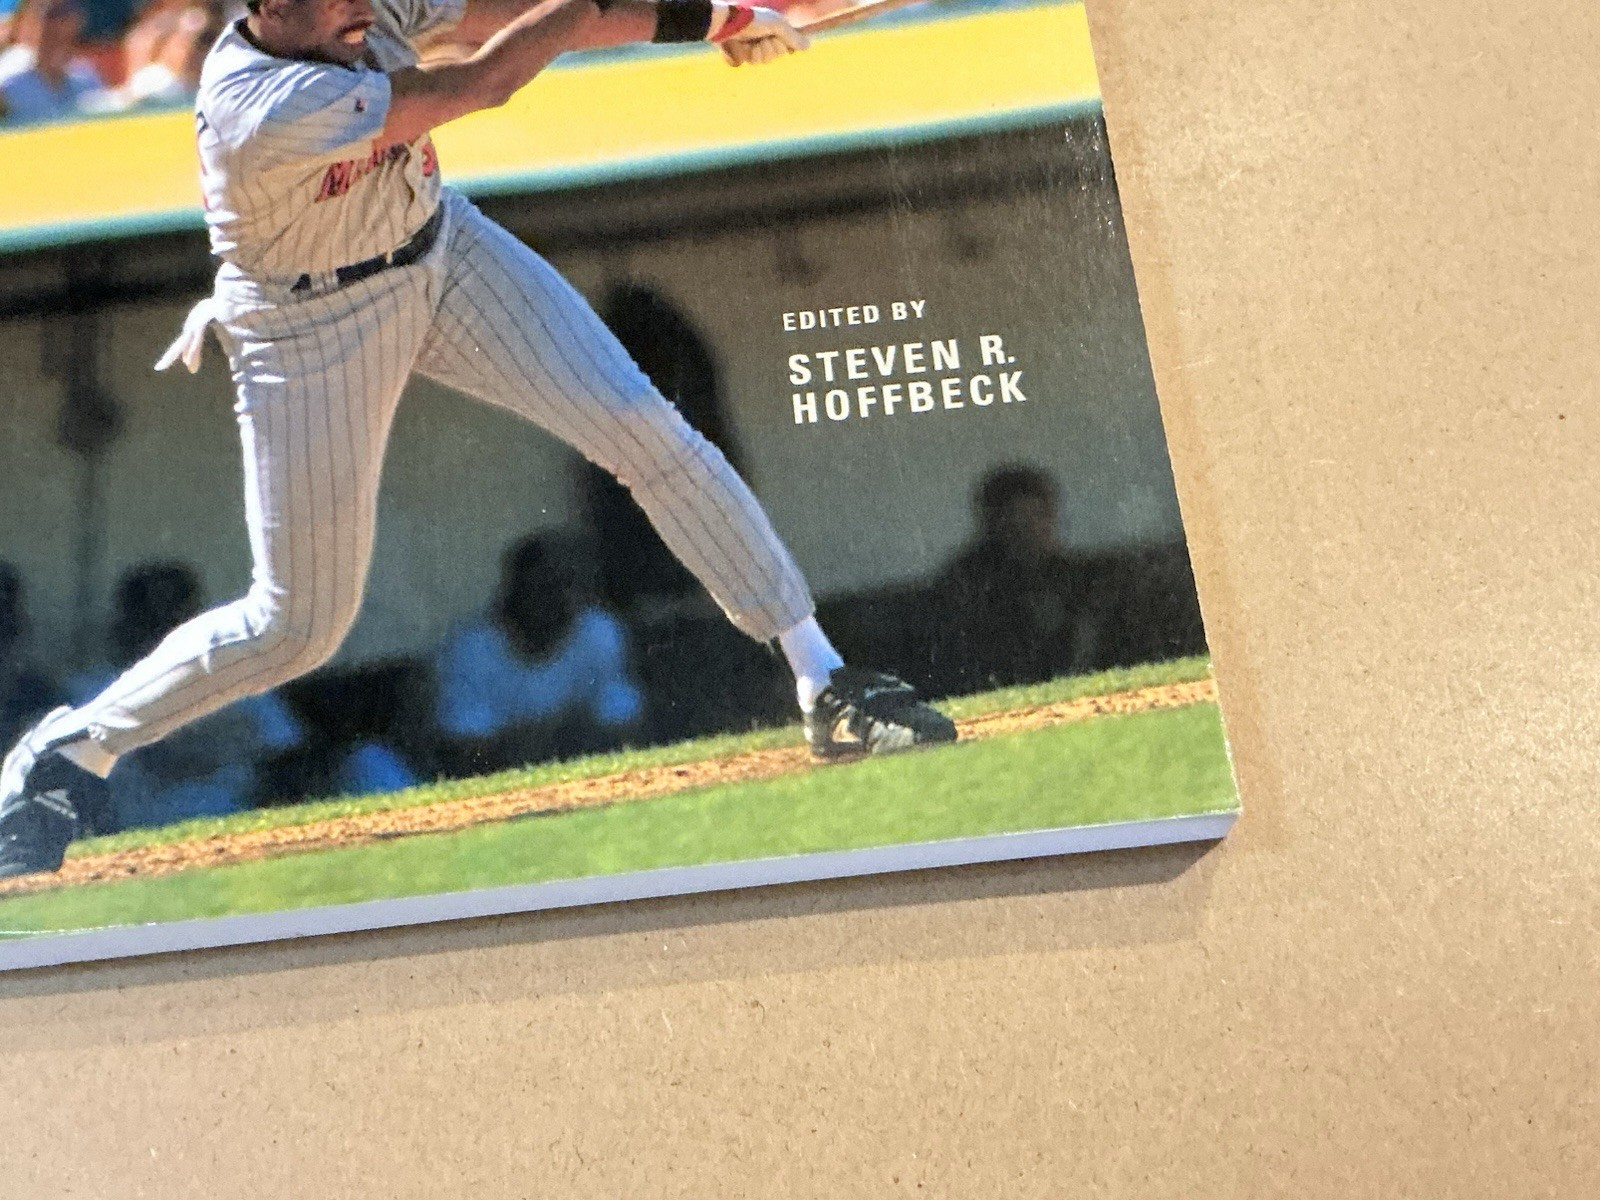 EDITED BY
STEVEN R.
HOFFBECK